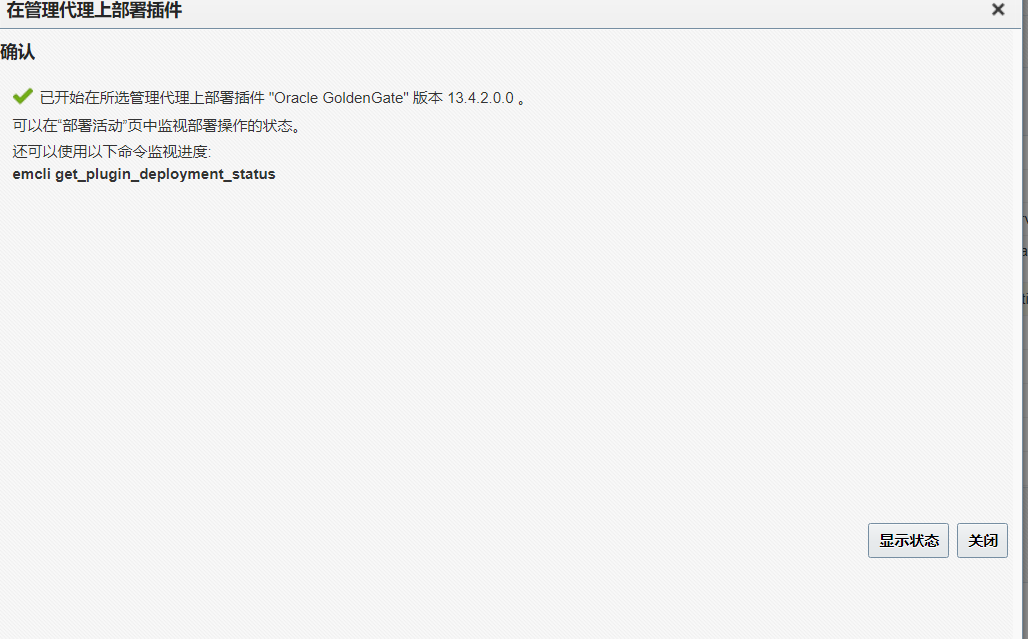 在管理代理上部署插件
确认
已开始在所选管理代理上部署插件 "Oracle GoldenGate" 版本 13.4.2.0.0 。
可以在“部署活动”页中监视部署操作的状态。
还可以使用以下命令监视进度:
emcli get_plugin_deployment_status
显示状态 关闭